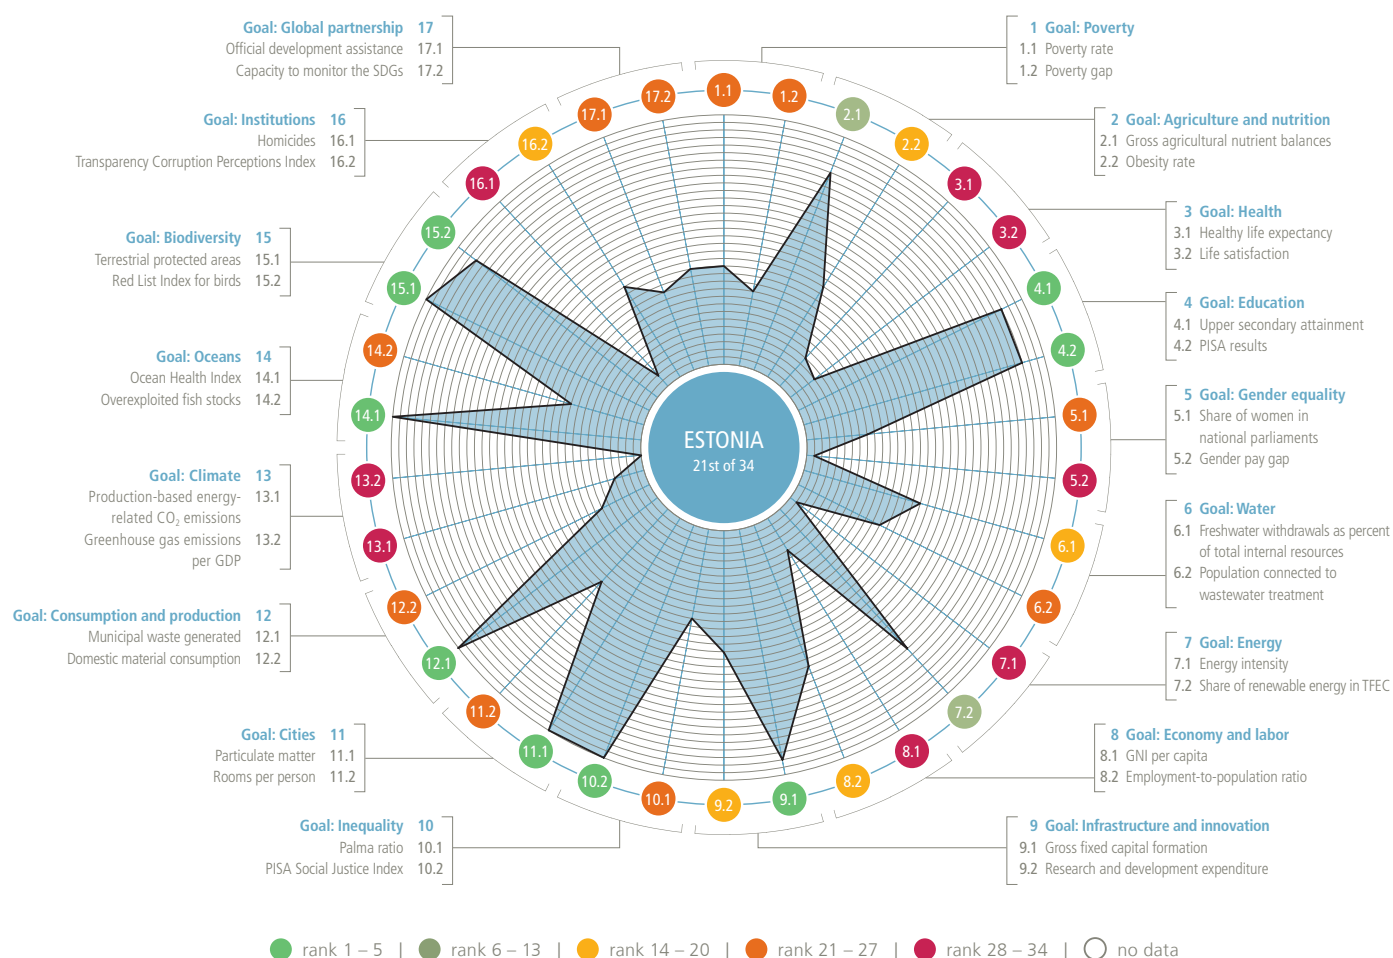 Goal: Global partnership 17
Official development assistance 17.1
Capacity to monitor the SDGs 17.2
Goal: Institutions 16
Homicides 16.1
Transparency Corruption Perceptions Index 16.2
Goal: Biodiversity 15
Terrestrial protected areas 15.1
Red List Index for birds 15.2
Goal: Oceans 14
Ocean Health Index 14.1
Overexploited fish stocks 14.2
Goal: Climate 13
Production-based energy- 13.1
related CO₂ emissions
Greenhouse gas emissions 13.2
per GDP
Goal: Consumption and production 12
Municipal waste generated 12.1
Domestic material consumption 12.2
Goal: Cities 11
Particulate matter 11.1
Rooms per person 11.2
Goal: Inequality 10
Palma ratio 10.1
PISA Social Justice Index 10.2
1 Goal: Poverty
1.1 Poverty rate
1.2 Poverty gap
2 Goal: Agriculture and nutrition
2.1 Gross agricultural nutrient balances
2.2 Obesity rate
3 Goal: Health
3.1 Healthy life expectancy
3.2 Life satisfaction
4 Goal: Education
4.1 Upper secondary attainment
4.2 PISA results
5 Goal: Gender equality
5.1 Share of women in
national parliaments
5.2 Gender pay gap
6 Goal: Water
6.1 Freshwater withdrawals as percent
of total internal resources
6.2 Population connected to
wastewater treatment
7 Goal: Energy
7.1 Energy intensity
7.2 Share of renewable energy in TFEC
8 Goal: Economy and labor
8.1 GNI per capita
8.2 Employment-to-population ratio
9 Goal: Infrastructure and innovation
9.1 Gross fixed capital formation
9.2 Research and development expenditure
1.1
1.2
2.1
2.2
3.1
3.2
4.1
4.2
5.1
5.2
6.1
6.2
7.1
7.2
8.1
8.2
9.1
9.2
10.1
10.2
11.1
11.2
12.1
12.2
13.1
13.2
14.1
14.2
15.1
15.2
16.1
16.2
17.1
17.2
ESTONIA
21st of 34
rank 1 – 5 | rank 6 – 13 | rank 14 – 20 | rank 21 – 27 | rank 28 – 34 | no data